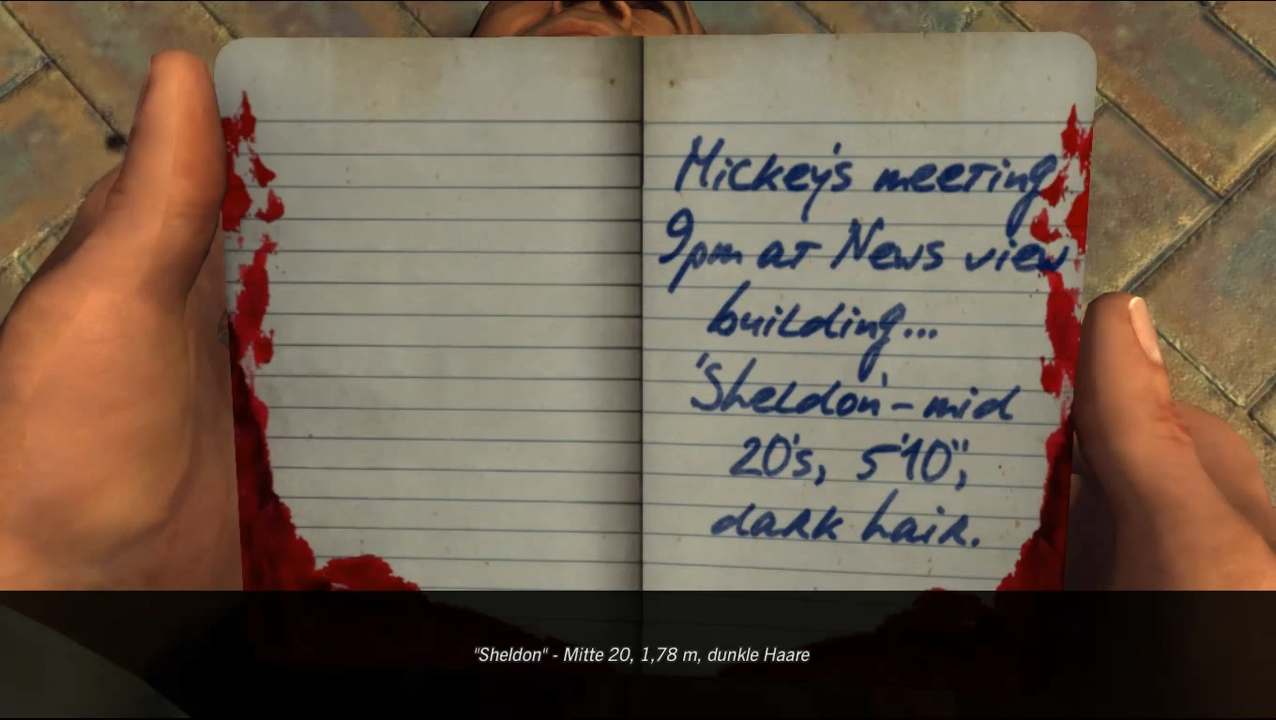 Mickey's meeting
9pm at News view
building...
'Sheldon' - mid
20's, 5'10",
dark hair.
"Sheldon" - Mitte 20, 1,78 m, dunkle Haare